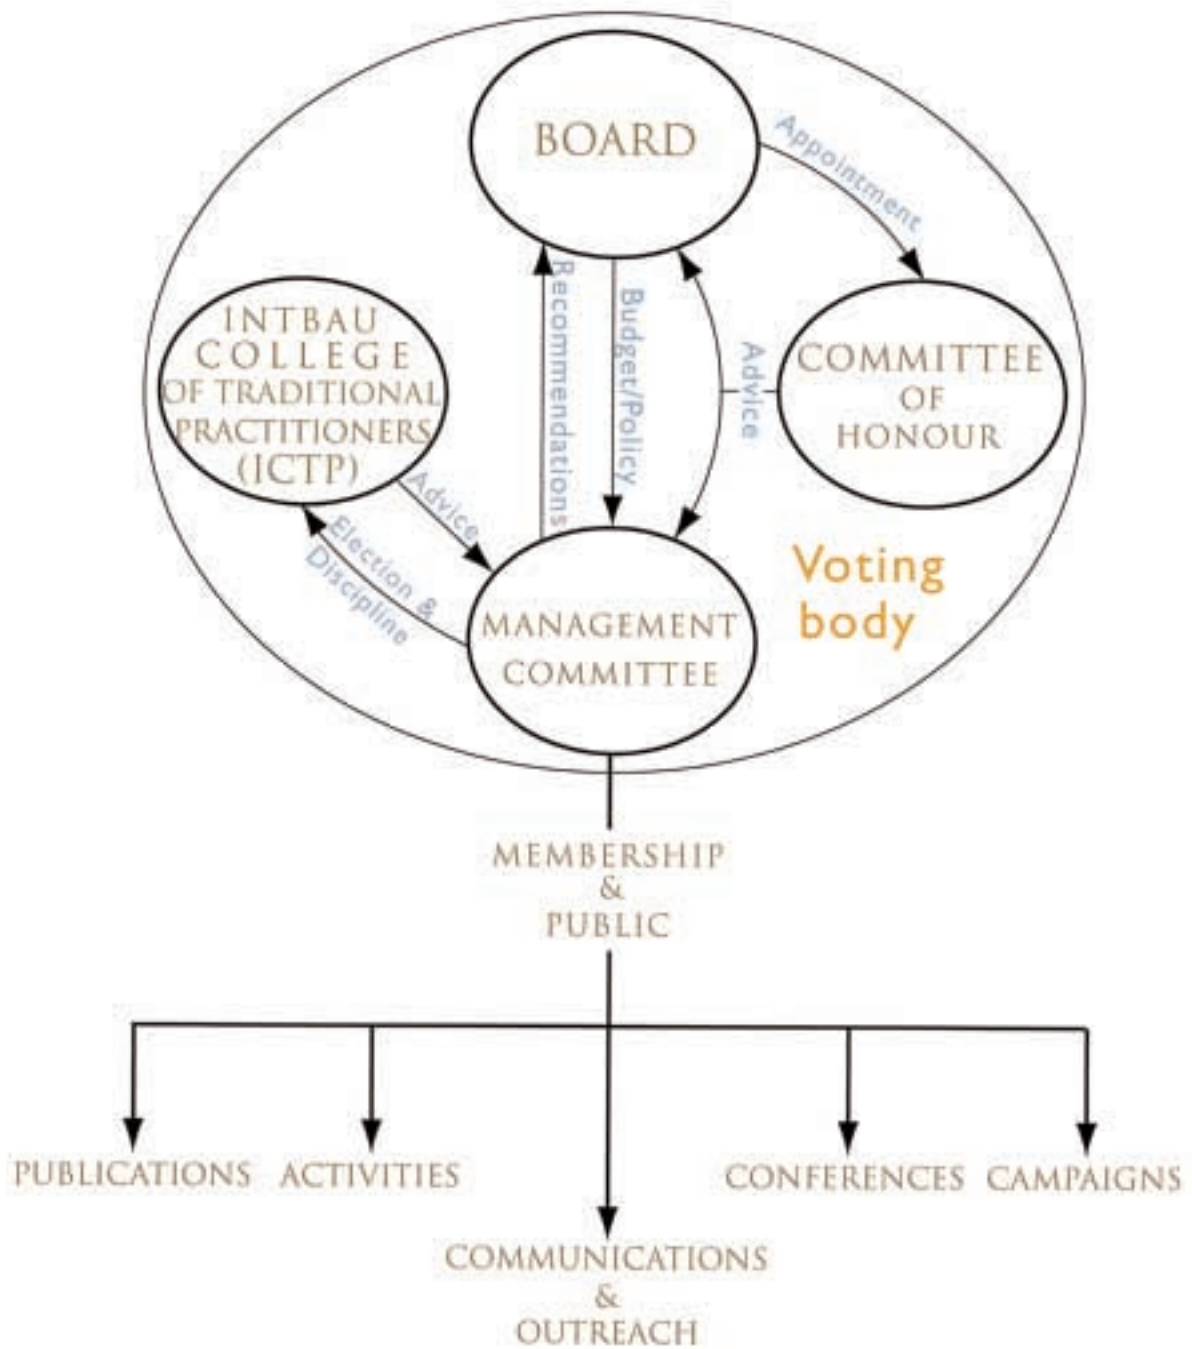 BOARD
Appointment
INTBAU
COLLEGE
OF TRADITIONAL
PRACTITIONERS
(ICTP)
Recommendations
Budget/Policy
Advice
COMMITTEE
OF
HONOUR
Advice
Election &
Discipline
Voting
body
MANAGEMENT
COMMITTEE
MEMBERSHIP
&
PUBLIC
PUBLICATIONS
ACTIVITIES
CONFERENCES
CAMPAIGNS
COMMUNICATIONS
&
OUTREACH